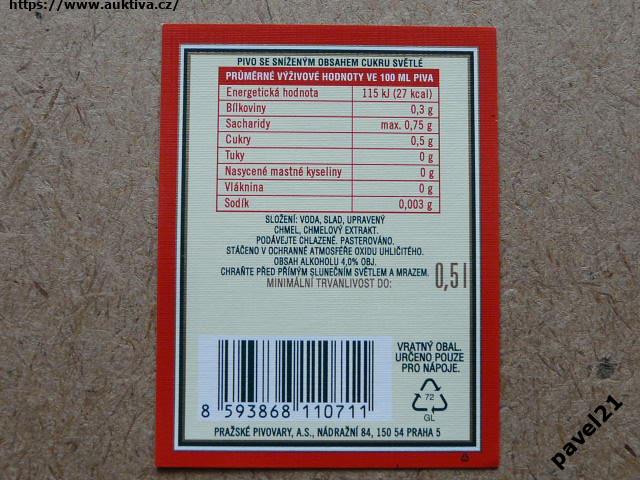 https://www.auktiva.cz/
PIVO SE SNÍŽENÝM OBSAHEM CUKRU SVĚTLÉ
PRŮMĚRNÉ VÝŽIVOVÉ HODNOTY VE 100 ML PIVA
Energetická hodnota 115 kJ (27 kcal)
Bílkoviny 0,3 g
Sacharidy max. 0,75 g
Cukry 0,5 g
Tuky 0 g
Nasycené mastné kyseliny 0 g
Vláknina 0 g
Sodík 0,003 g
SLOŽENÍ: VODA, SLAD, UPRAVENÝ
CHMEL, CHMELOVÝ EXTRAKT.
PODÁVEJTE CHLAZENÉ. PASTEROVÁNO.
STÁČENO V OCHRANNÉ ATMOSFÉŘE OXIDU UHLIČITÉHO.
OBSAH ALKOHOLU 4,0% OBJ.
CHRAŇTE PŘED PŘÍMÝM SLUNEČNÍM SVĚTLEM A MRAZEM.
MINIMÁLNÍ TRVANLIVOST DO:
0,5 l
VRATNÝ OBAL.
URČENO POUZE
PRO NÁPOJE.
72
GL
8 593868 110711
PRAŽSKÉ PIVOVARY, A.S., NÁDRAŽNÍ 84, 150 54 PRAHA 5
pavel21